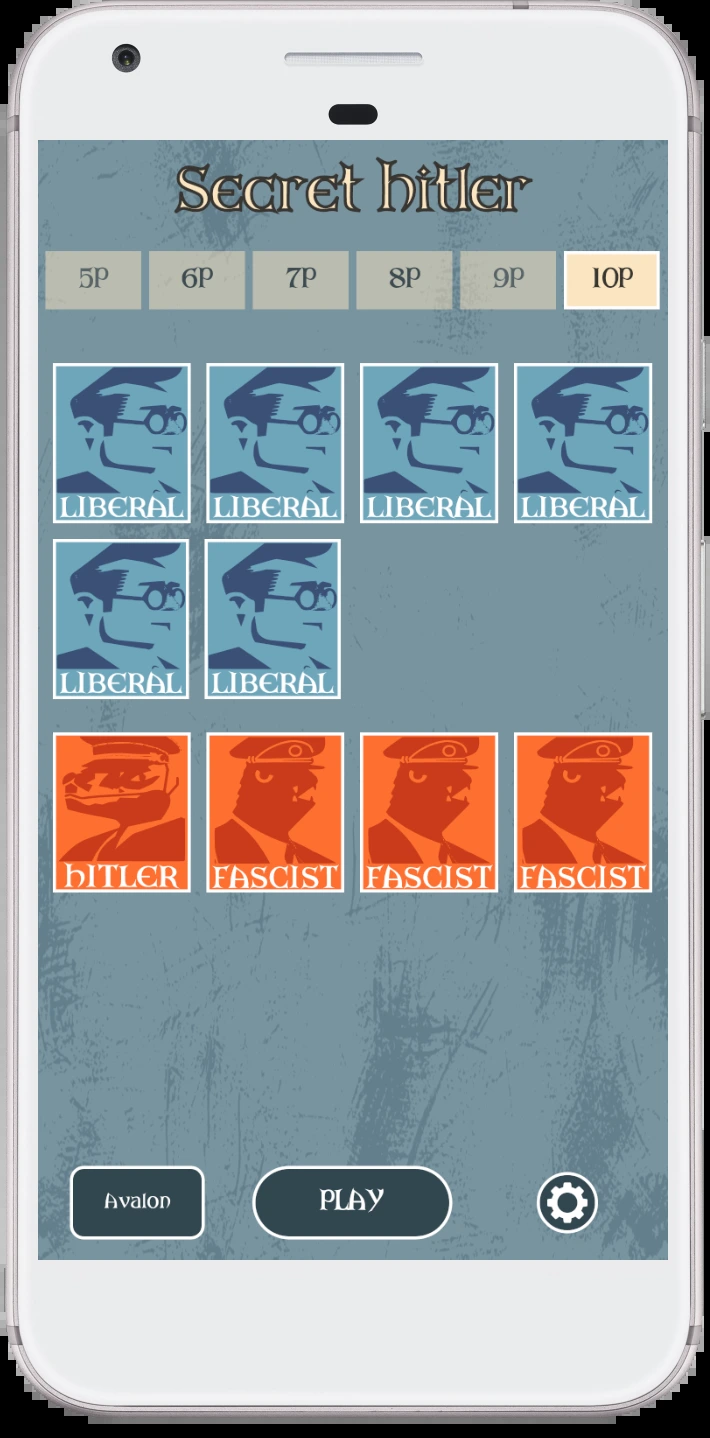 Secret hitler
5P 6P 7P 8P 9P 10P
LIBERAL LIBERAL LIBERAL LIBERAL
LIBERAL LIBERAL
hITLER FASCIST FASCIST FASCIST
Avalon PLAY